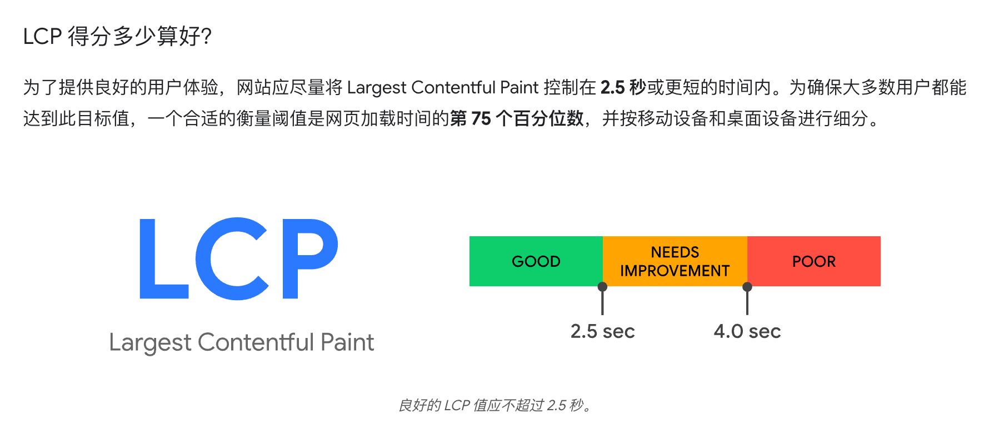 LCP 得分多少算好?
为了提供良好的用户体验，网站应尽量将 Largest Contentful Paint 控制在 2.5 秒或更短的时间内。为确保大多数用户都能
达到此目标值，一个合适的衡量阈值是网页加载时间的第 75 个百分位数，并按移动设备和桌面设备进行细分。
LCP
Largest Contentful Paint
GOOD
NEEDS
IMPROVEMENT
POOR
2.5 sec
4.0 sec
良好的 LCP 值应不超过 2.5 秒。